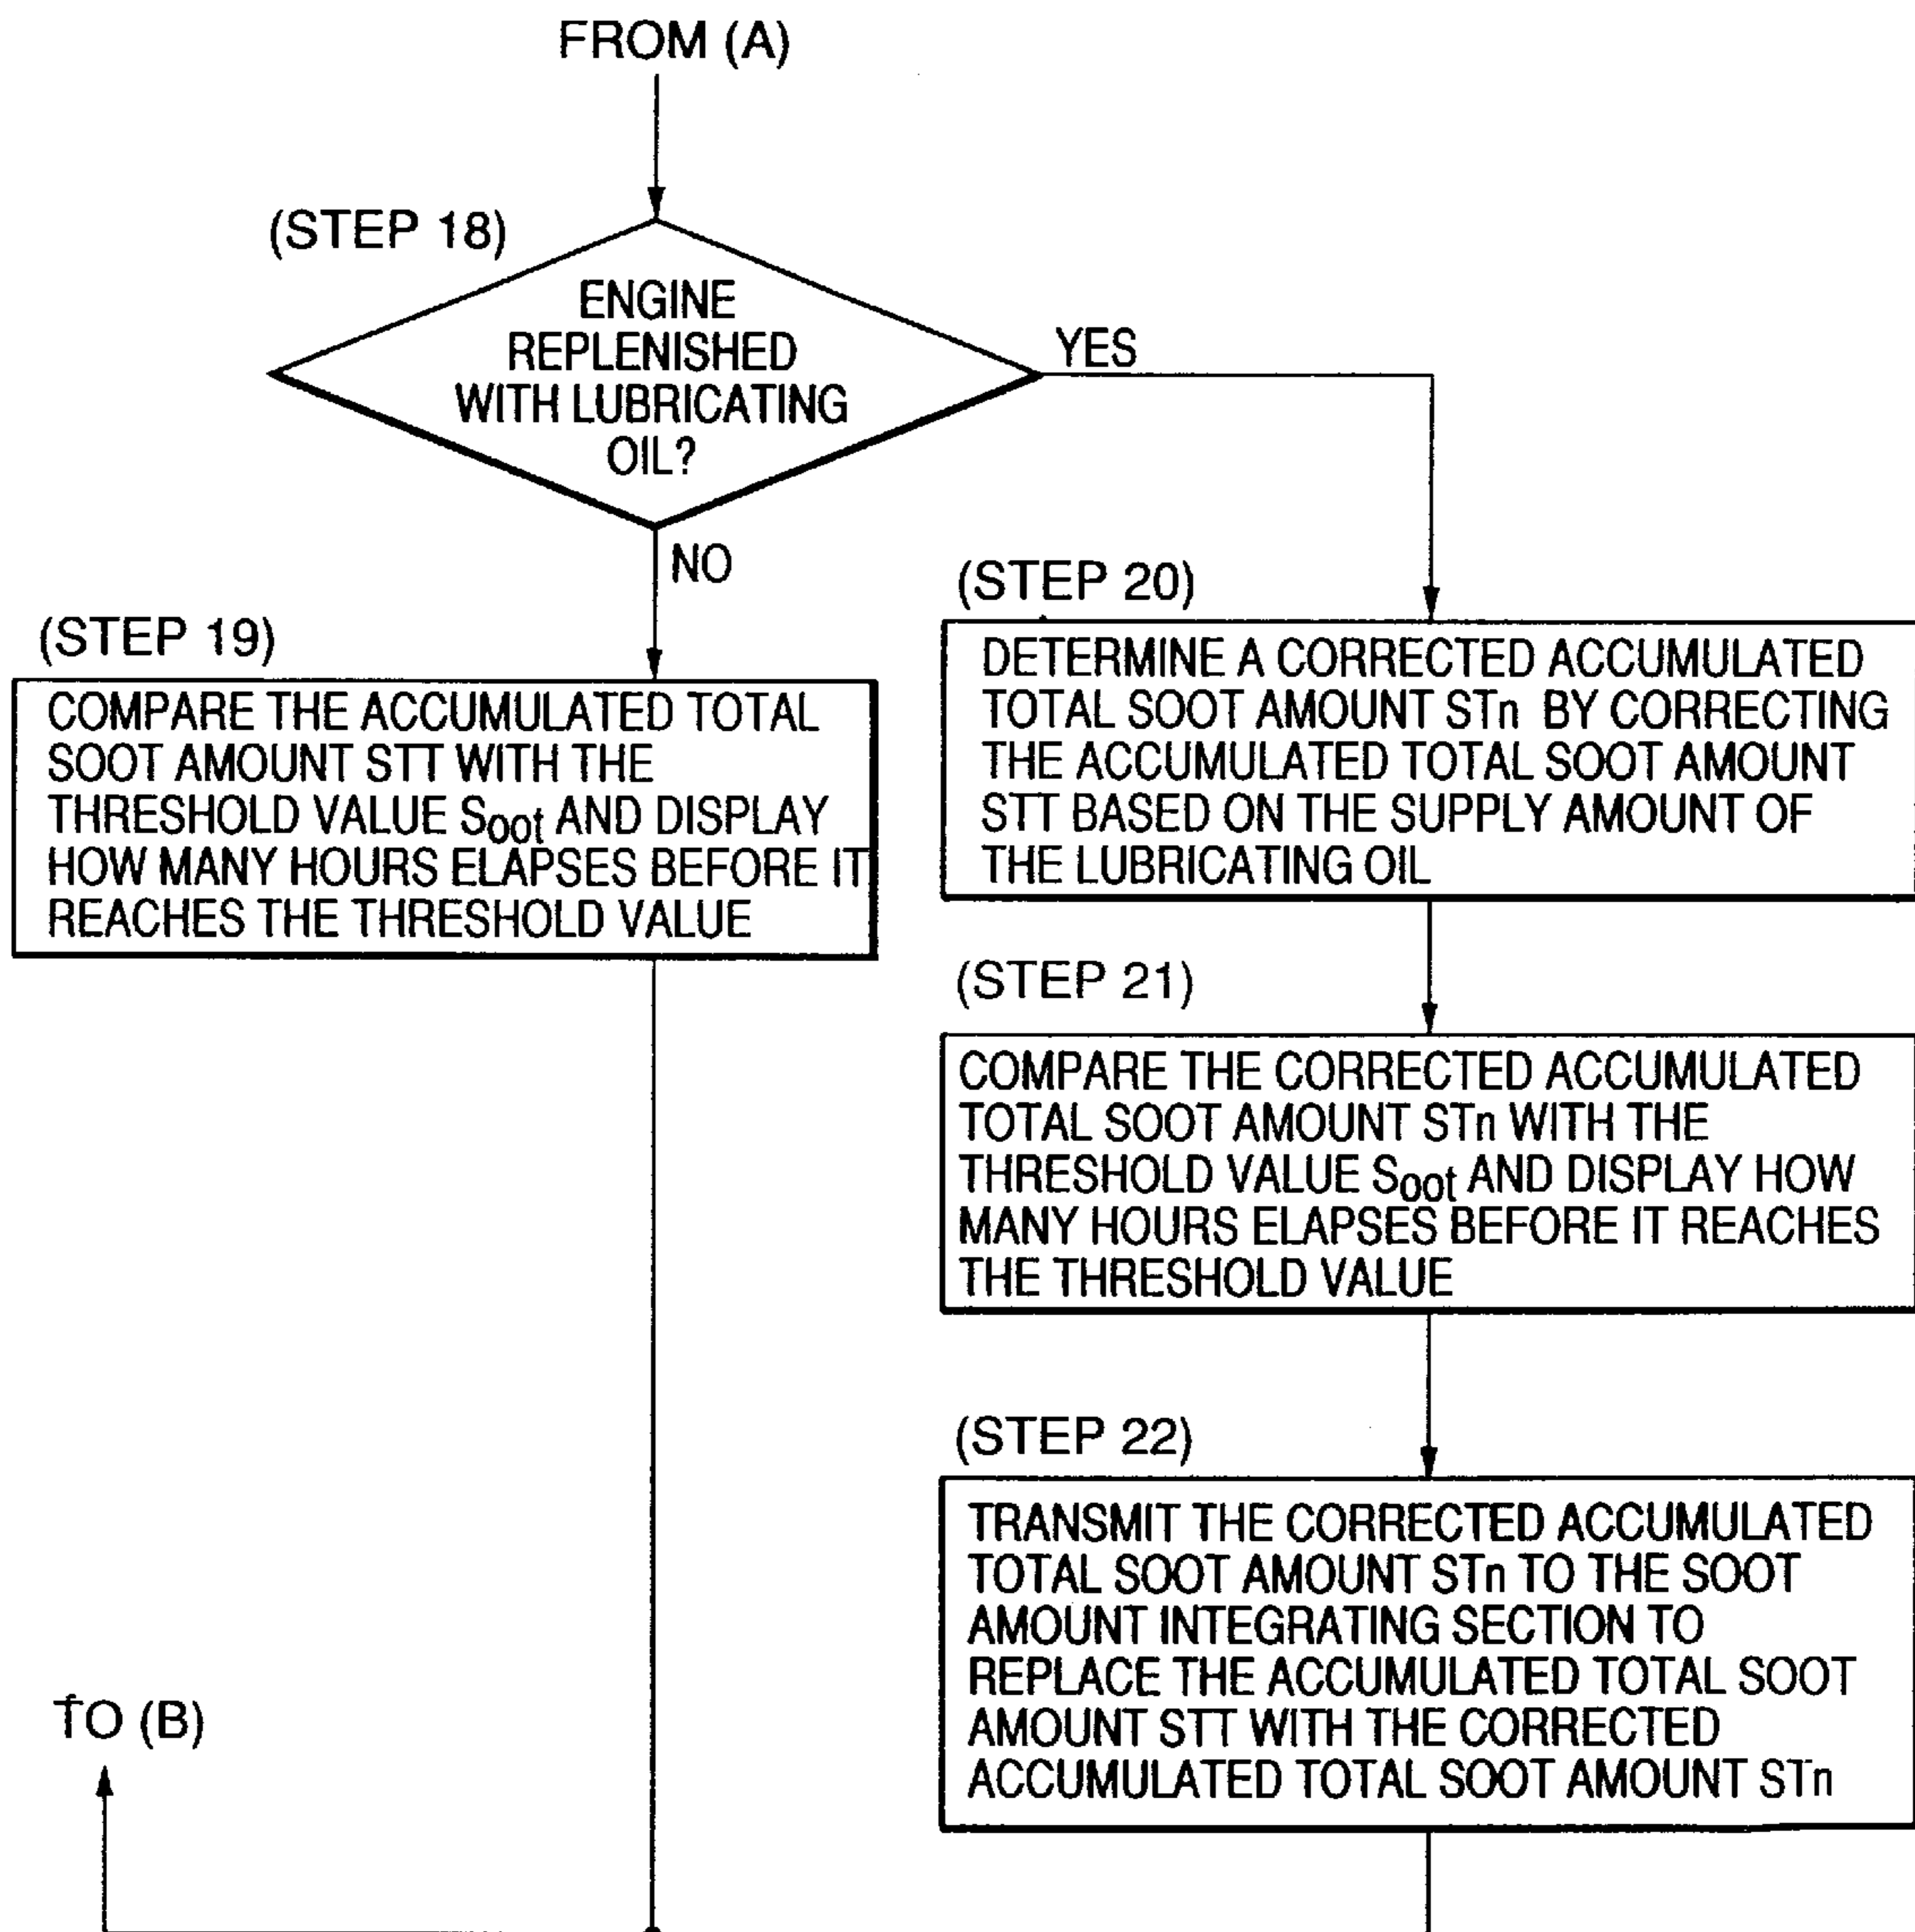 FROM (A)
(STEP 18)
ENGINE
REPLENISHED
WITH LUBRICATING
OIL?
YES
NO
(STEP 19)
COMPARE THE ACCUMULATED TOTAL
SOOT AMOUNT STT WITH THE
THRESHOLD VALUE Soot AND DISPLAY
HOW MANY HOURS ELAPSES BEFORE IT
REACHES THE THRESHOLD VALUE
(STEP 20)
DETERMINE A CORRECTED ACCUMULATED
TOTAL SOOT AMOUNT STn BY CORRECTING
THE ACCUMULATED TOTAL SOOT AMOUNT
STT BASED ON THE SUPPLY AMOUNT OF
THE LUBRICATING OIL
(STEP 21)
COMPARE THE CORRECTED ACCUMULATED
TOTAL SOOT AMOUNT STn WITH THE
THRESHOLD VALUE Soot AND DISPLAY HOW
MANY HOURS ELAPSES BEFORE IT REACHES
THE THRESHOLD VALUE
(STEP 22)
TRANSMIT THE CORRECTED ACCUMULATED
TOTAL SOOT AMOUNT STn TO THE SOOT
AMOUNT INTEGRATING SECTION TO
REPLACE THE ACCUMULATED TOTAL SOOT
AMOUNT STT WITH THE CORRECTED
ACCUMULATED TOTAL SOOT AMOUNT STn
TO (B)